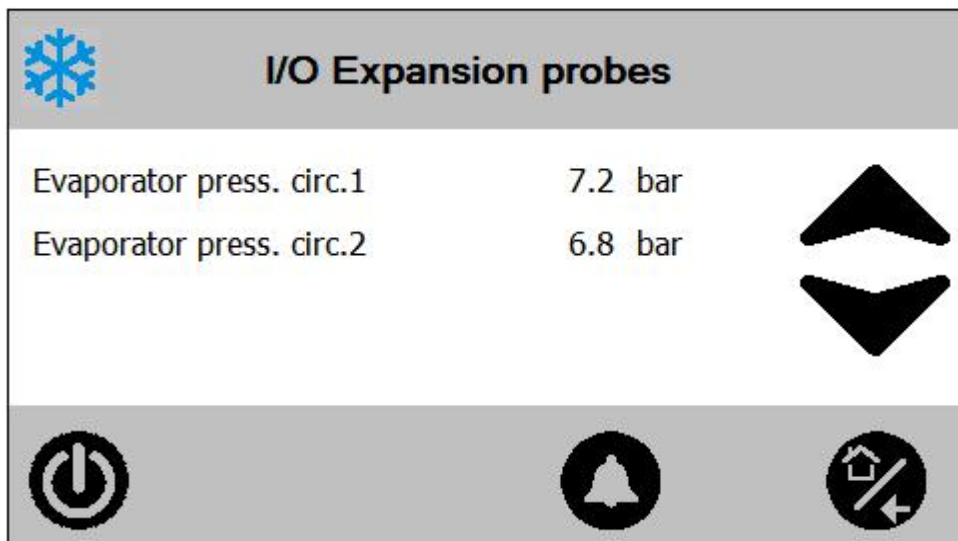 I/O Expansion probes
Evaporator press. circ.1 7.2 bar
Evaporator press. circ.2 6.8 bar